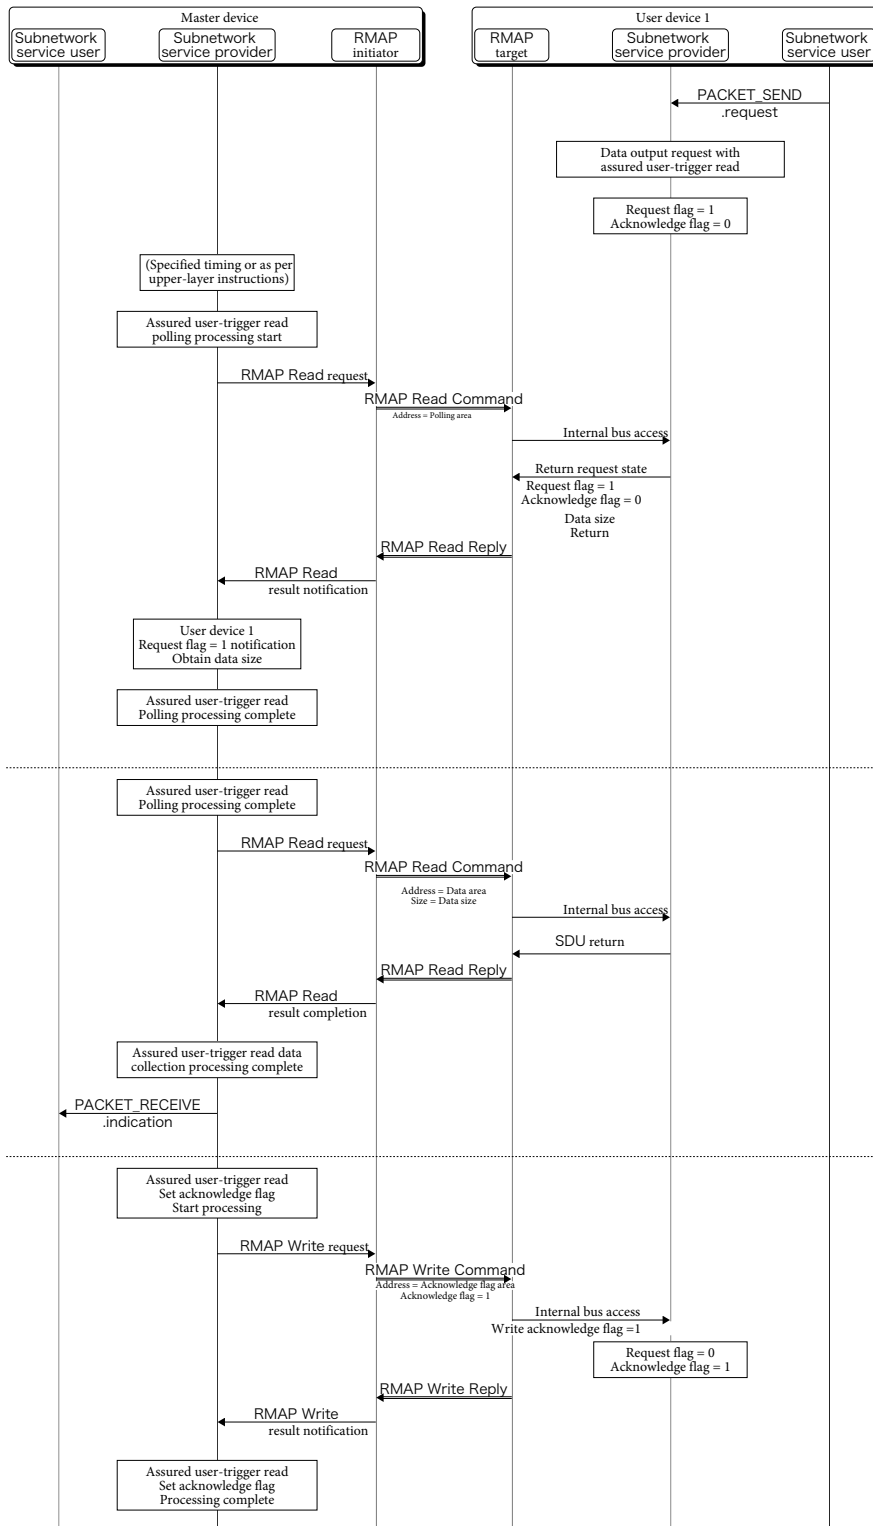 Master device
User device 1
Subnetwork
service user
Subnetwork
service provider
RMAP
initiator
RMAP
target
Subnetwork
service provider
Subnetwork
service user
PACKET_SEND
.request
Data output request with
assured user-trigger read
Request flag = 1
Acknowledge flag = 0
(Specified timing or as per
upper-layer instructions)
Assured user-trigger read
polling processing start
RMAP Read request
RMAP Read Command
Address = Polling area
Internal bus access
Return request state
Request flag = 1
Acknowledge flag = 0
Data size
Return
RMAP Read Reply
RMAP Read
result notification
User device 1
Request flag = 1 notification
Obtain data size
Assured user-trigger read
Polling processing complete
Assured user-trigger read
Polling processing complete
RMAP Read request
RMAP Read Command
Address = Data area
Size = Data size
Internal bus access
SDU return
RMAP Read Reply
RMAP Read
result completion
Assured user-trigger read data
collection processing complete
PACKET_RECEIVE
.indication
Assured user-trigger read
Set acknowledge flag
Start processing
RMAP Write request
RMAP Write Command
Address = Acknowledge flag area
Acknowledge flag = 1
Internal bus access
Write acknowledge flag =1
Request flag = 0
Acknowledge flag = 1
RMAP Write Reply
RMAP Write
result notification
Assured user-trigger read
Set acknowledge flag
Processing complete